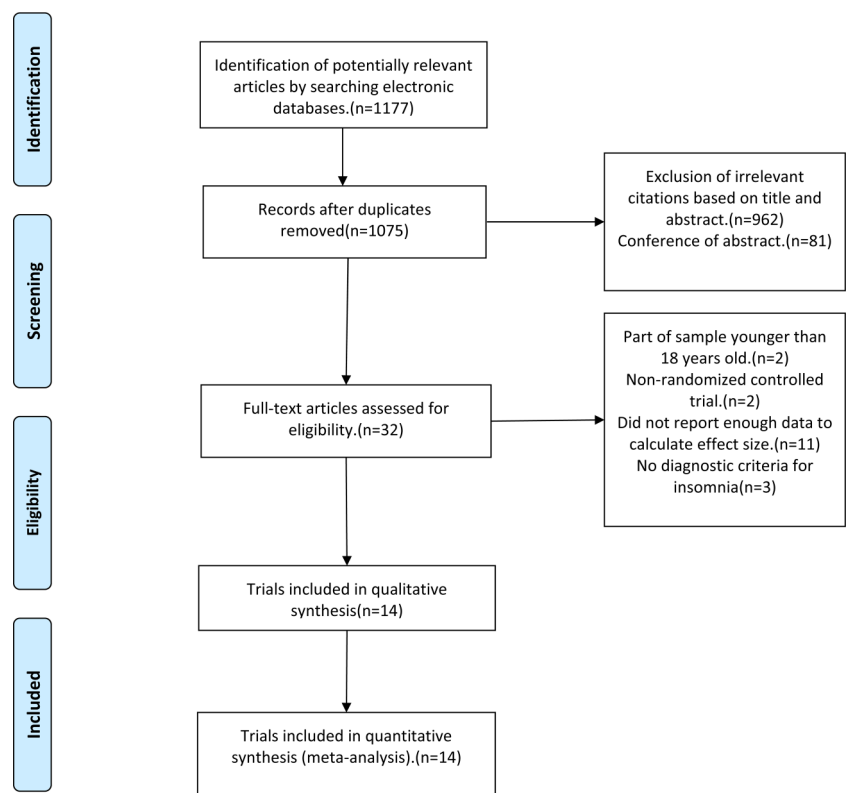 Identification
Identification of potentially relevant
articles by searching electronic
databases.(n=1177)
Records after duplicates
removed(n=1075)
Exclusion of irrelevant
citations based on title and
abstract.(n=962)
Conference of abstract.(n=81)
Screening
Full-text articles assessed for
eligibility.(n=32)
Part of sample younger than
18 years old.(n=2)
Non-randomized controlled
trial.(n=2)
Did not report enough data to
calculate effect size.(n=11)
No diagnostic criteria for
insomnia(n=3)
Eligibility
Trials included in qualitative
synthesis(n=14)
Included
Trials included in quantitative
synthesis (meta-analysis).(n=14)